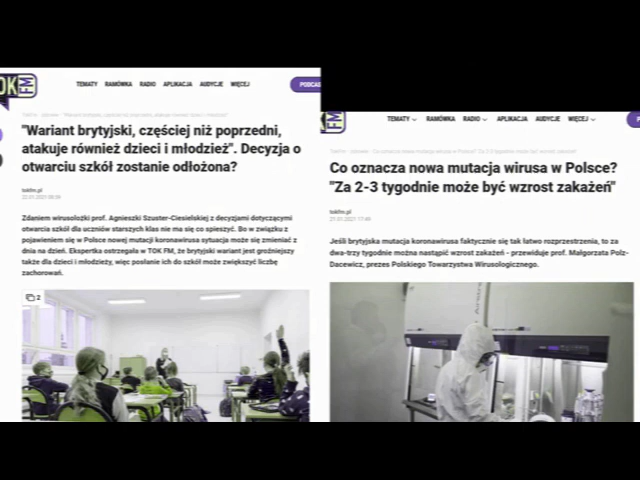 TOK
FM
TEMATY RAMÓWKA RADIO APLIKACJA AUDYCJE WIĘCEJ
PODCAS
"Wariant brytyjski, częściej niż poprzedni,
atakuje również dzieci i młodzież". Decyzja o
otwarciu szkół zostanie odłożona?
tokfm.pl
Zdaniem wirusolożki prof. Agnieszki Szuster-Ciesielskiej z decyzjami dotyczącymi
otwarcia szkół dla uczniów starszych klas nie ma się co spieszyć. Bo w związku z
pojawieniem się w Polsce nowej mutacji koronawirusa sytuacja może się zmieniać z
dnia na dzień. Ekspertka ostrzegała w TOK FM, że brytyjski wariant jest groźniejszy
także dla dzieci i młodzieży, więc posłanie ich do szkół może zwiększyć liczbę
zachorowań.
2
FM
TEMATY RAMÓWKA RADIO APLIKACJA AUDYCJE WIĘCEJ
P
Co oznacza nowa mutacja wirusa w Polsce?
"Za 2-3 tygodnie może być wzrost zakażeń"
tokfm.pl
Jeśli brytyjska mutacja koronawirusa faktycznie się tak łatwo rozprzestrzenia, to za
dwa-trzy tygodnie można nastąpić wzrost zakażeń - przewiduje prof. Małgorzata Polz-
Dacewicz, prezes Polskiego Towarzystwa Wirusologicznego.